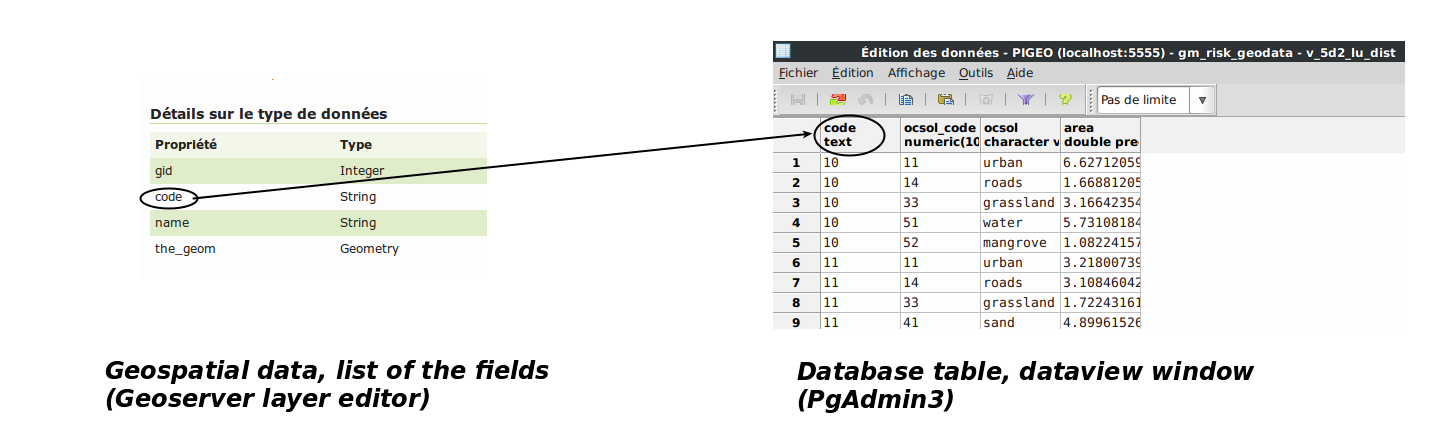 Détails sur le type de données
Propriété Type
gid Integer
code String
name String
the_geom Geometry
Geospatial data, list of the fields
(Geoserver layer editor)
Édition des données - PIGEO (localhost:5555) - gm_risk_geodata - v_5d2_lu_dist
Fichier Édition Affichage Outils Aide
Pas de limite
code ocsol_code ocsol area
text numeric(10 character v double pre
1 10 11 urban 6.62712059
2 10 14 roads 1.66881205
3 10 33 grassland 3.16642354
4 10 51 water 5.73108184
5 10 52 mangrove 1.08224157
6 11 11 urban 3.21800739
7 11 14 roads 3.10846042
8 11 33 grassland 1.72243161
9 11 41 sand 4.89961526
Database table, dataview window
(PgAdmin3)